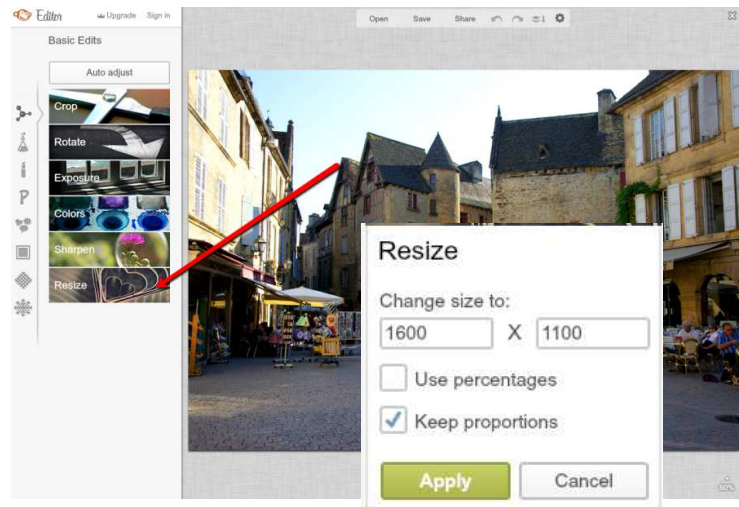 Editor
Upgrade
Sign in
Open
Save
Share
Basic Edits
Auto adjust
Crop
Rotate
Exposure
Colors
Sharpen
Resize
P
Resize
Change size to:
1600 X 1100
Use percentages
Keep proportions
Apply Cancel
60%